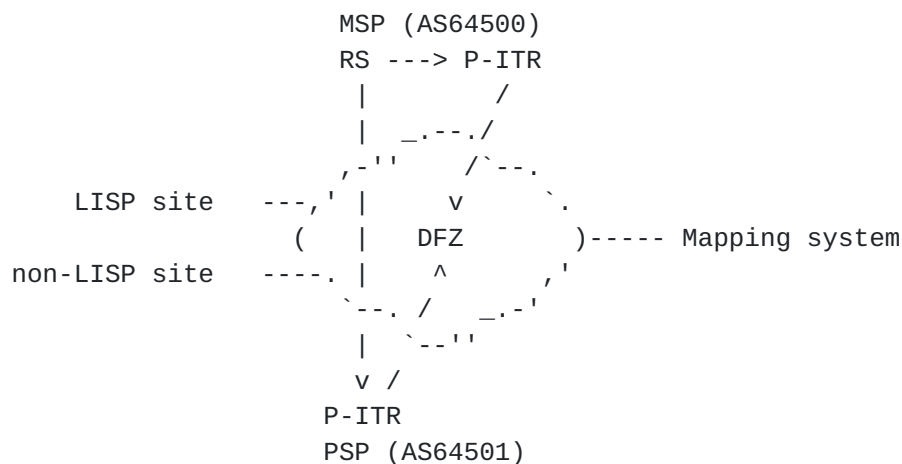 MSP (AS64500)
RS ---> P-ITR
|        /
|  _.--./
,-''    /`--.
LISP site   ---,' |     v      `.
(   |   DFZ       )----- Mapping system
non-LISP site   ----. |    ^      ,'
`--. /   _.-'
|  `--''
v /
P-ITR
PSP (AS64501)